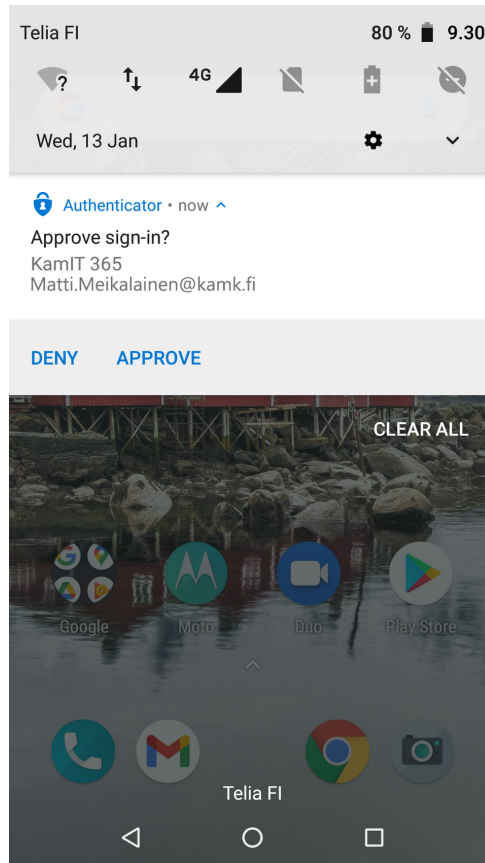 Telia FI 80 % 9.30
?
4G
Wed, 13 Jan
Authenticator • now
Approve sign-in?
KamIT 365
Matti.Meikalainen@kamk.fi
DENY APPROVE
CLEAR ALL
Google Moto Duo Play Store
Telia FI